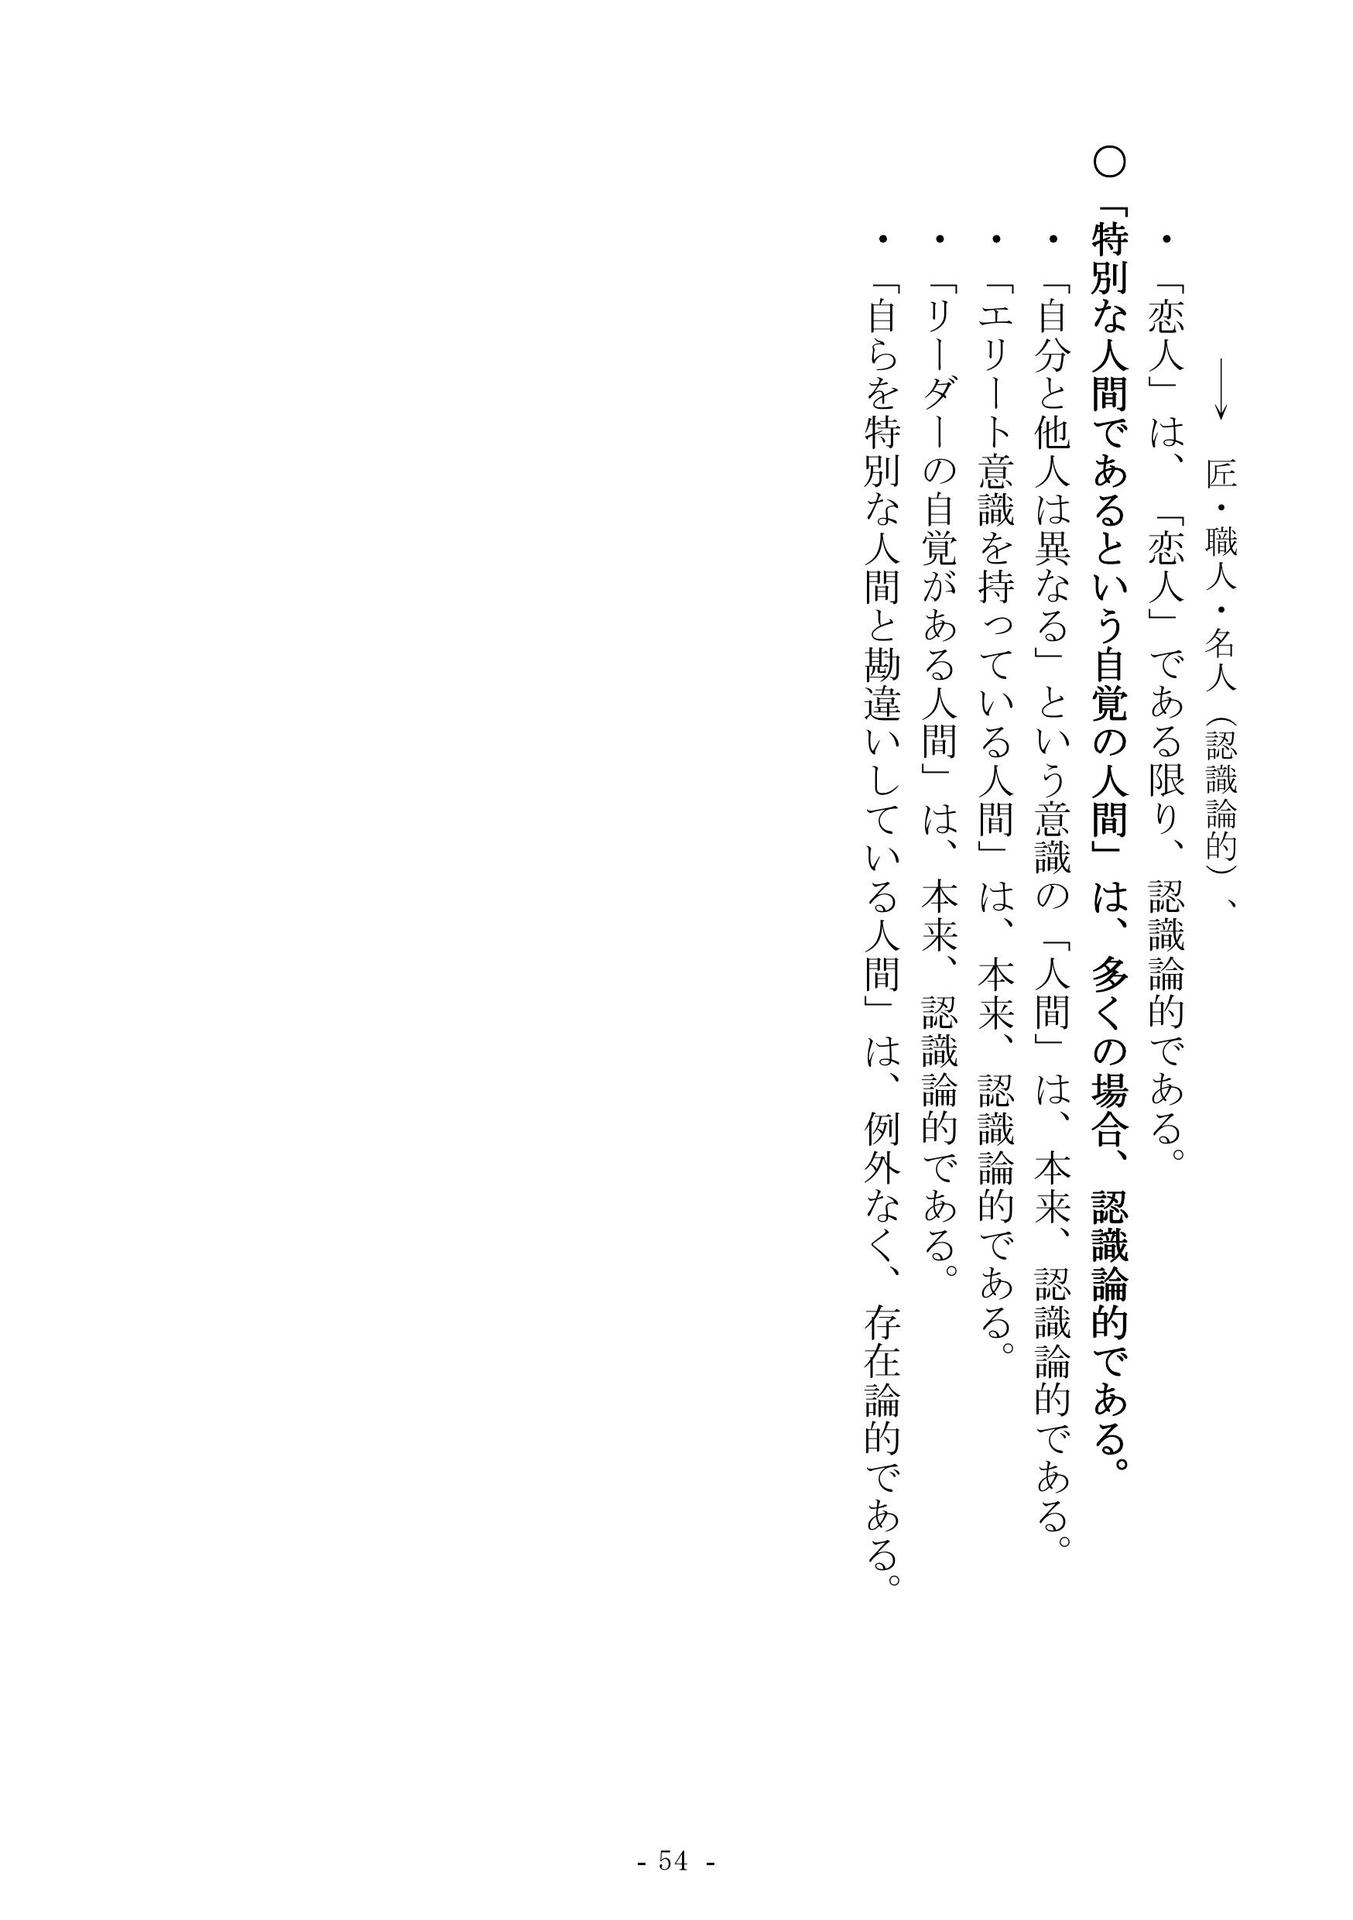 →　匠・職人・名人（認識論的）、
・「恋人」は、「恋人」である限り、認識論的である。
〇「特別な人間であるという自覚の人間」は、多くの場合、認識論的である。
・「自分と他人は異なる」という意識の「人間」は、本来、認識論的である。
・「エリート意識を持っている人間」は、本来、認識論的である。
・「リーダーの自覚がある人間」は、本来、認識論的である。
・「自らを特別な人間と勘違いしている人間」は、例外なく、存在論的である。
- 54 -